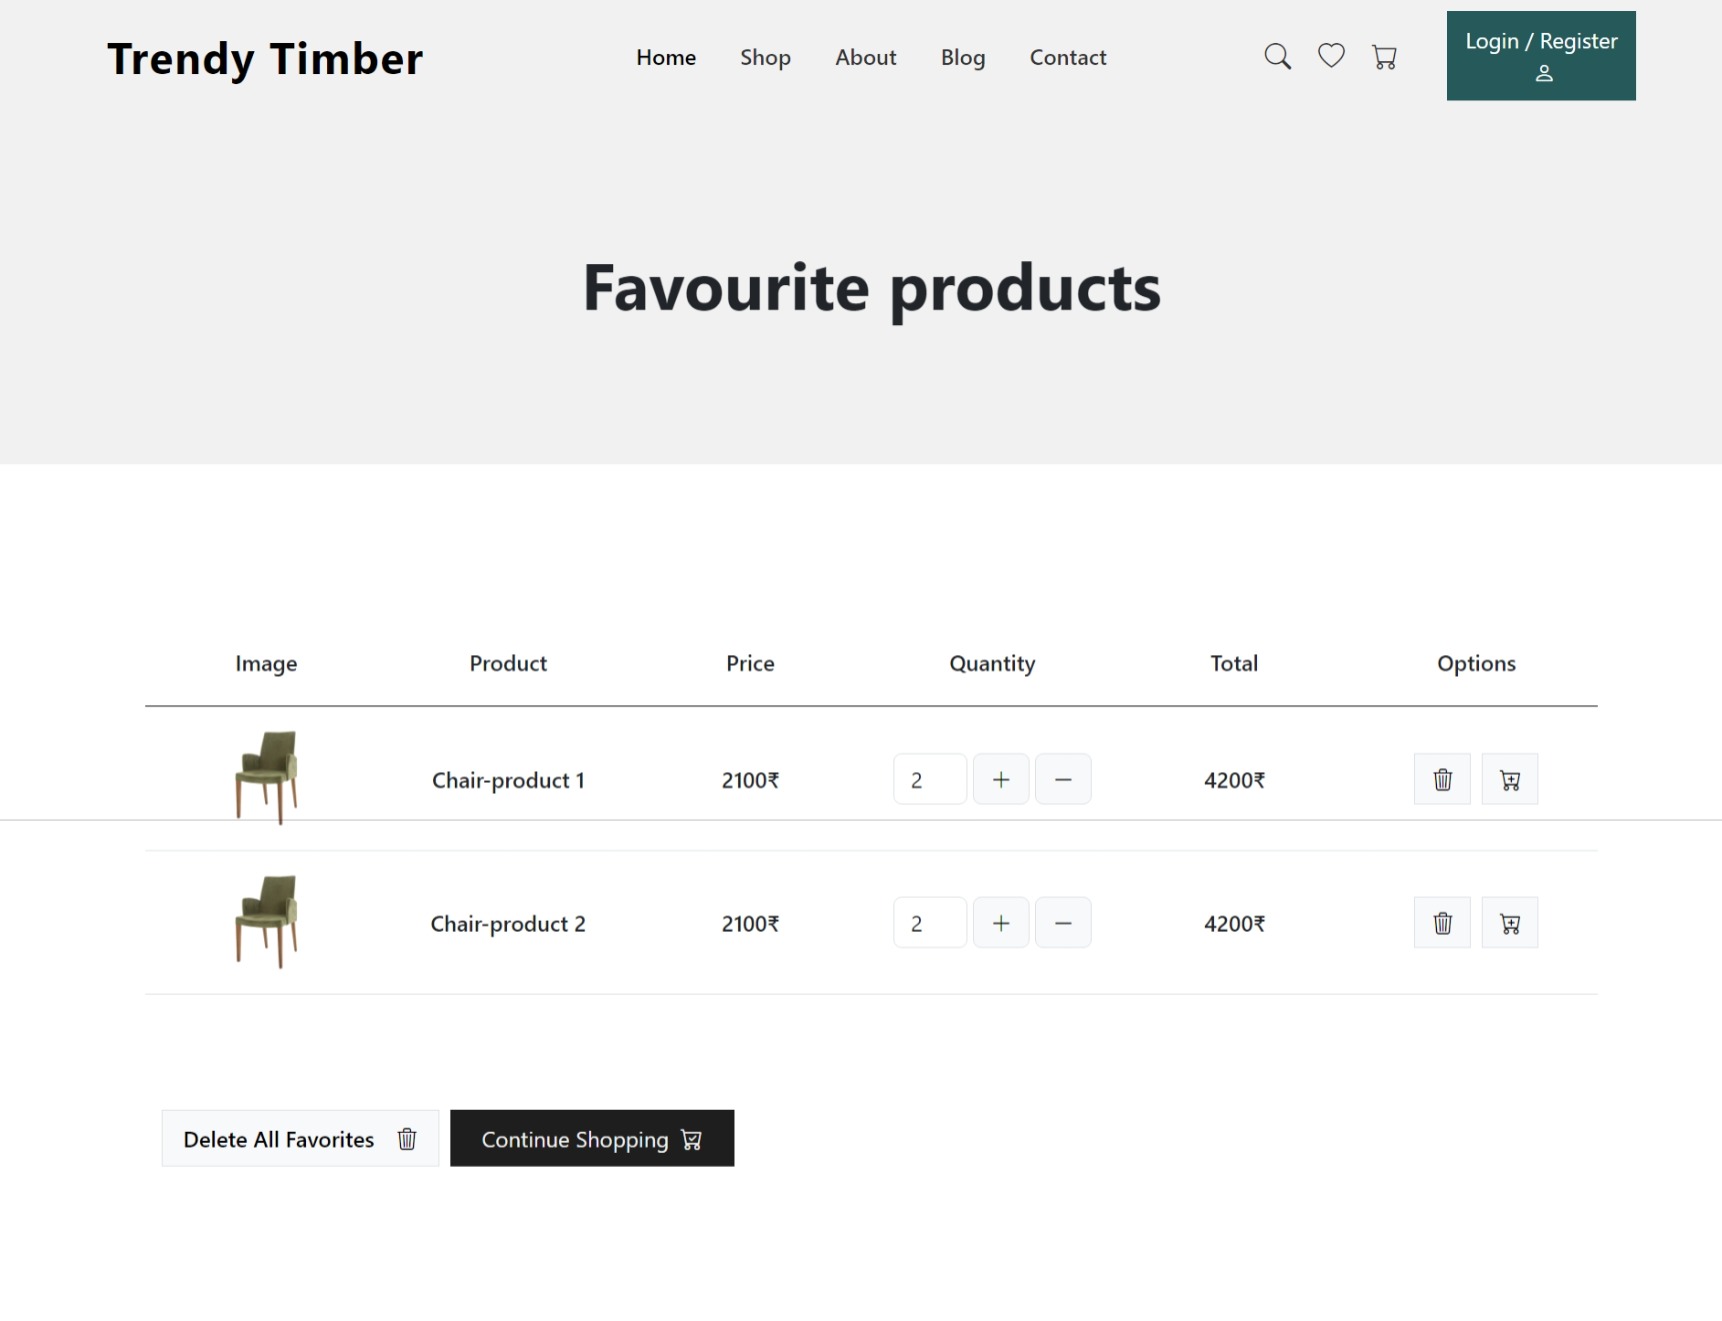 Trendy Timber
Home Shop About Blog Contact
Login / Register
Favourite products
Image Product Price Quantity Total Options
Chair-product 1 2100₹ 2 + − 4200₹
Chair-product 2 2100₹ 2 + − 4200₹
Delete All Favorites Continue Shopping